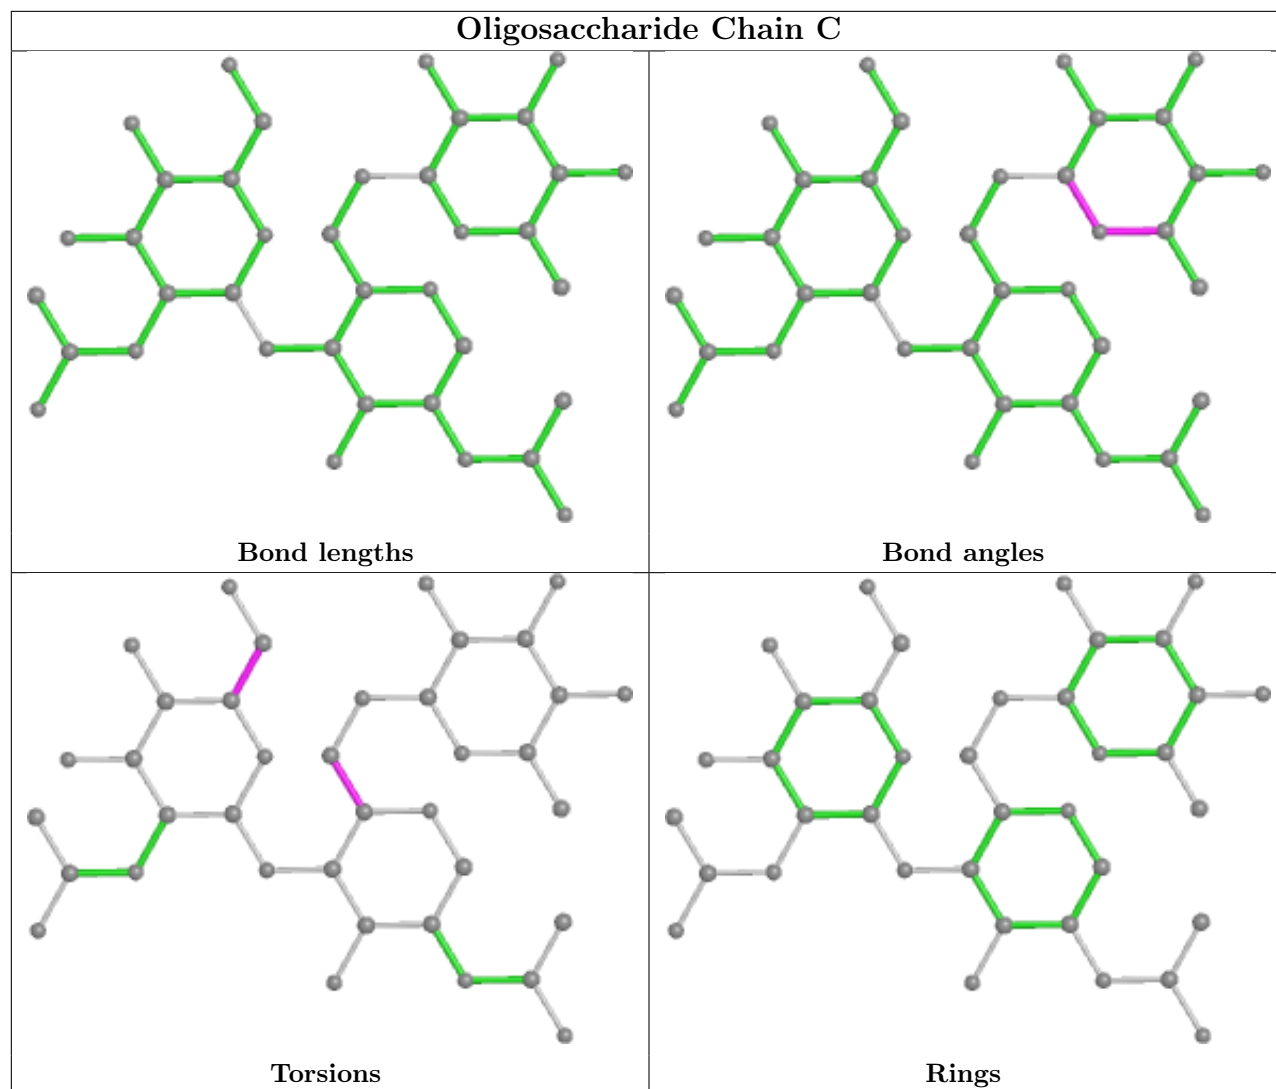 Oligosaccharide Chain C
Bond lengths
Bond angles
Torsions
Rings